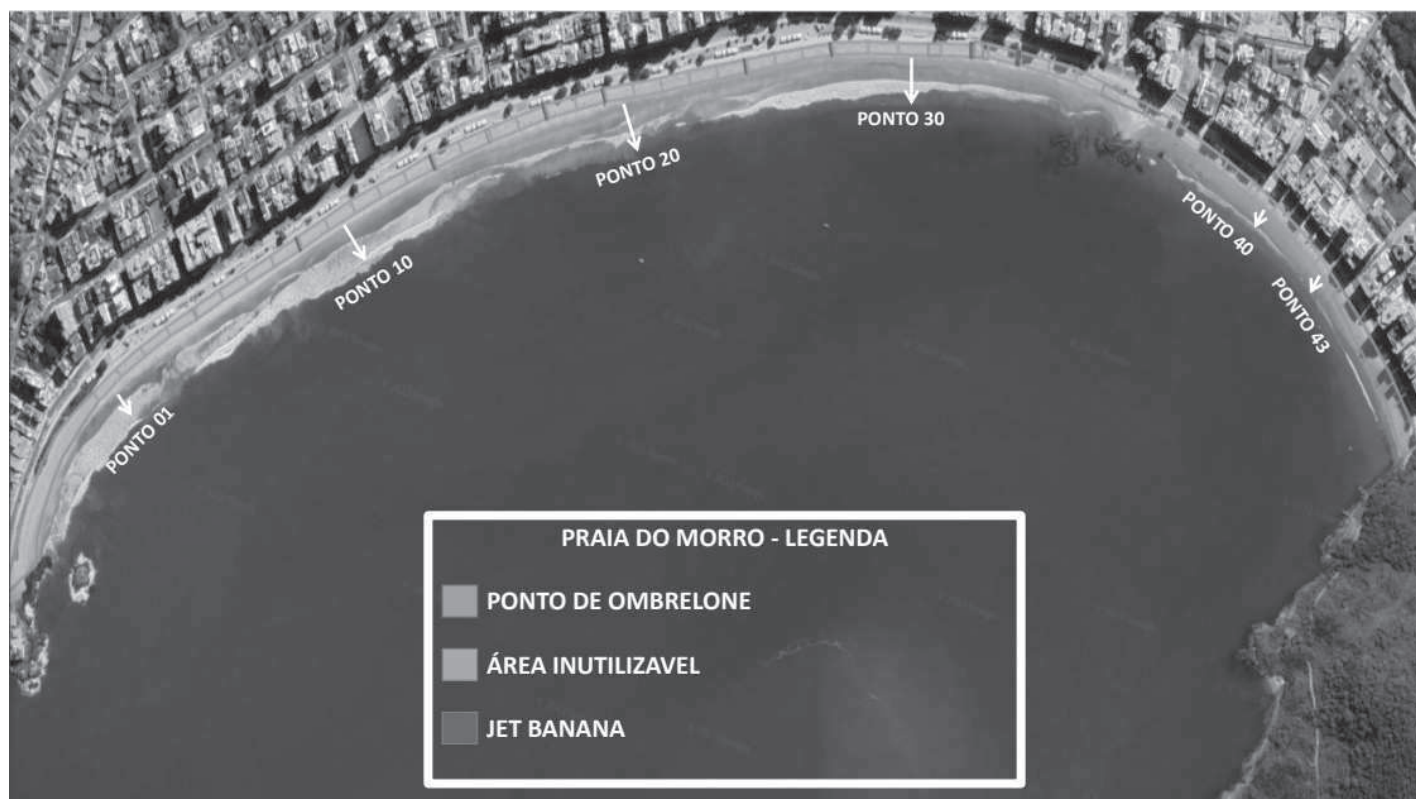 PONTO 30
PONTO 20
PONTO 40
PONTO 10
PONTO 43
PONTO 01
PRAIA DO MORRO - LEGENDA
PONTO DE OMBRELONE
ÁREA INUTILIZAVEL
JET BANANA